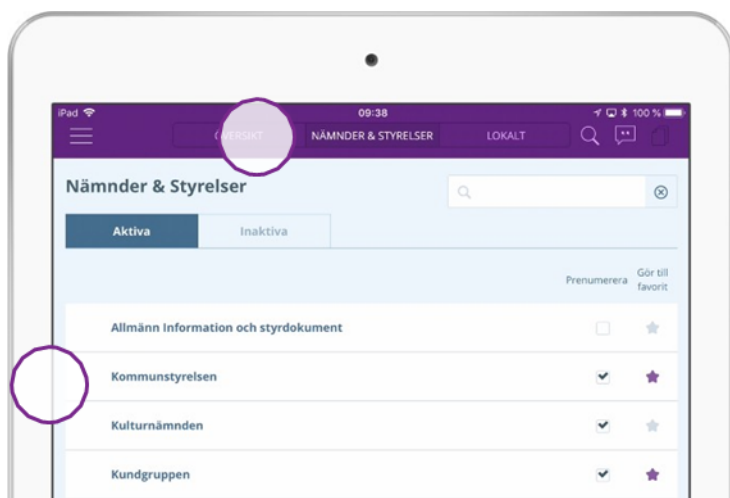 iPad 09:38 100 %
ÖVERSIKT NÄMNDER & STYRELSER LOKALT
Nämnder & Styrelser
Aktiva Inaktiva
Prenumerera Gör till
favorit
Allmänn Information och styrdokument
Kommunstyrelsen
Kulturnämnden
Kundgruppen